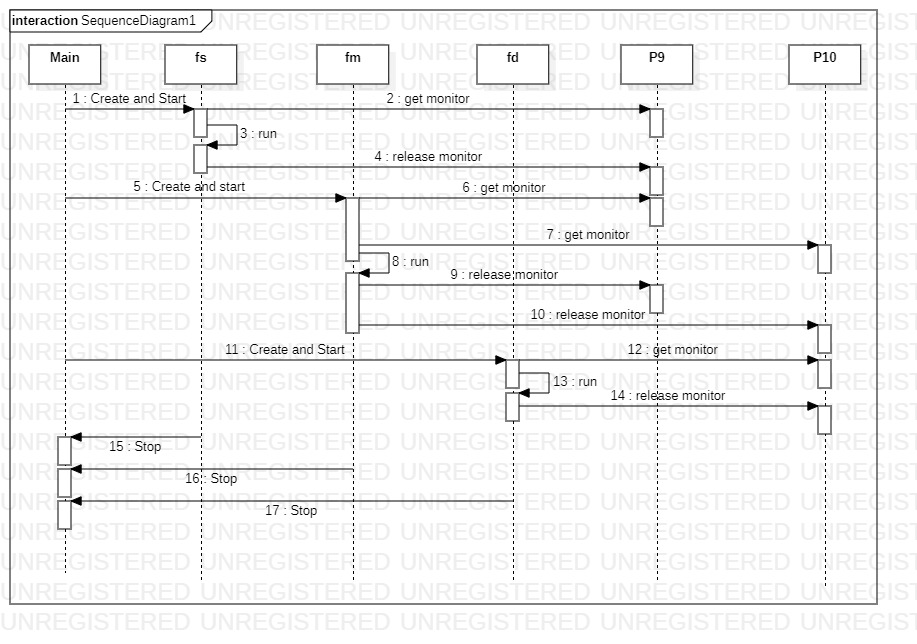 interaction SequenceDiagram1
Main
fs
fm
fd
P9
P10
1 : Create and Start
2 : get monitor
3 : run
4 : release monitor
5 : Create and start
6 : get monitor
7 : get monitor
8 : run
9 : release monitor
10 : release monitor
11 : Create and Start
12 : get monitor
13 : run
14 : release monitor
15 : Stop
16 : Stop
17 : Stop
UNREGISTERED